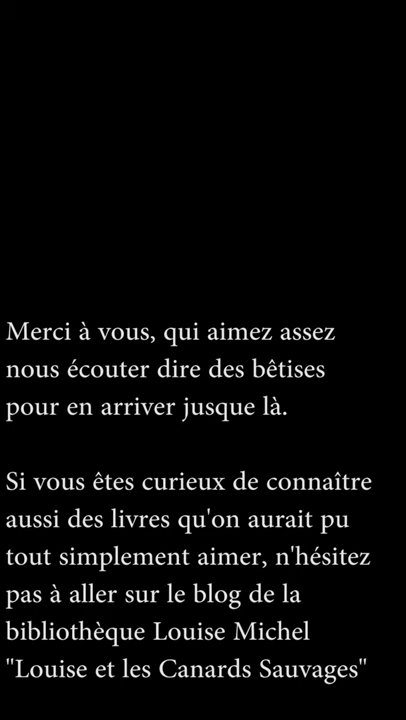 Merci à vous, qui aimez assez
nous écouter dire des bêtises
pour en arriver jusque là.
Si vous êtes curieux de connaître
aussi des livres qu'on aurait pu
tout simplement aimer, n'hésitez
pas à aller sur le blog de la
bibliothèque Louise Michel
"Louise et les Canards Sauvages"